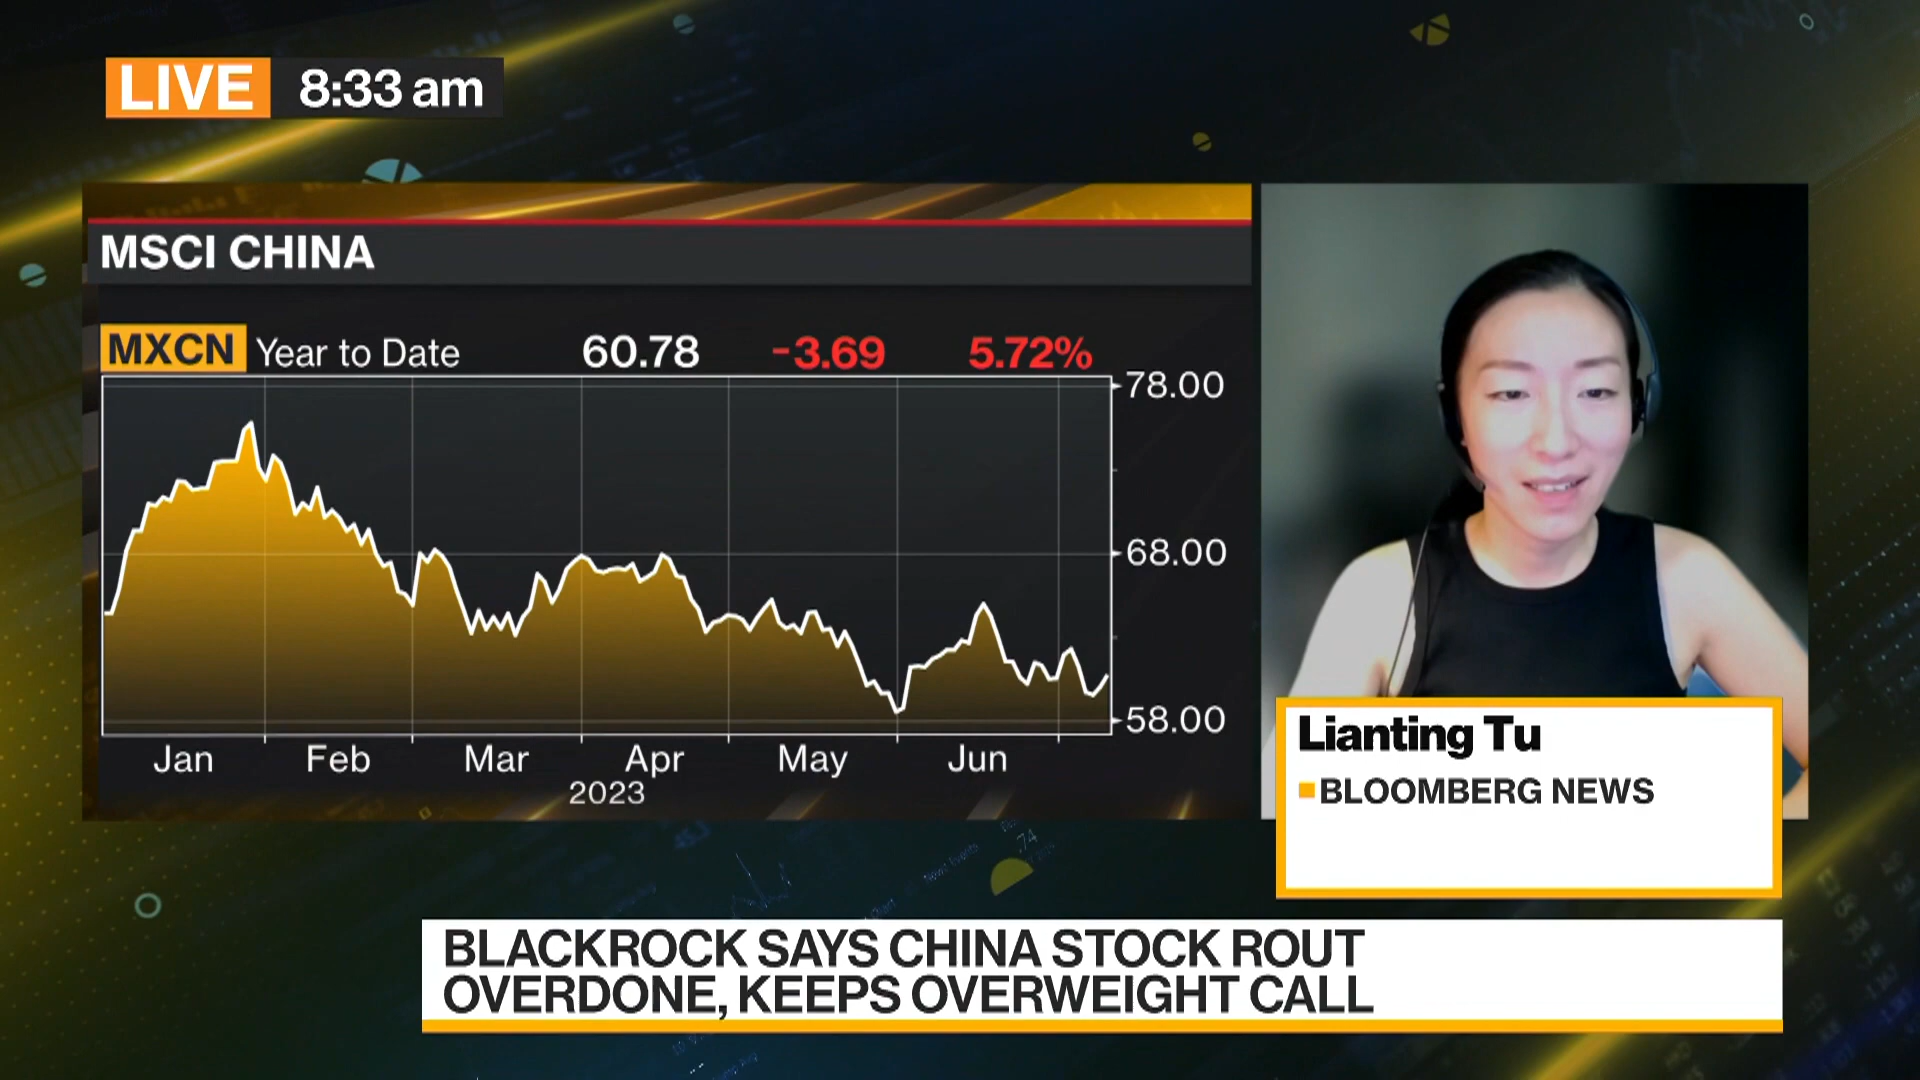 LIVE 8:33 am
MSCI CHINA
MXCN Year to Date 60.78 -3.69 5.72%
78.00
68.00
58.00
Jan Feb Mar Apr May Jun
2023
Lianting Tu
BLOOMBERG NEWS
BLACKROCK SAYS CHINA STOCK ROUT
OVERDONE, KEEPS OVERWEIGHT CALL